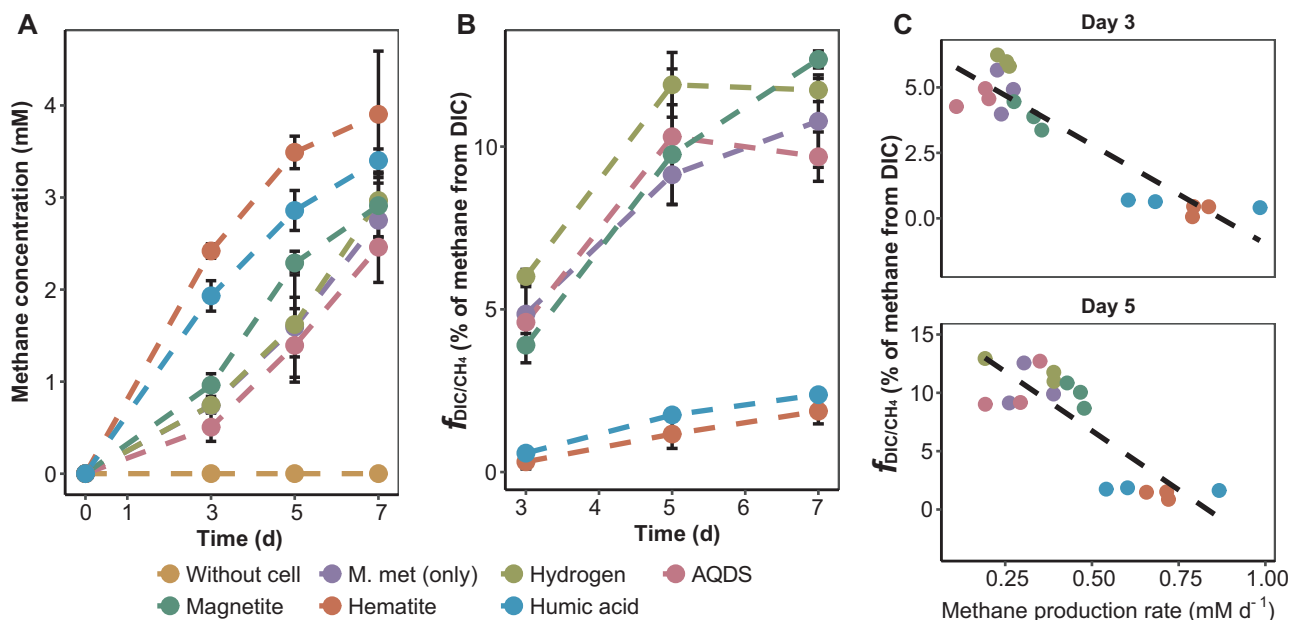 A
Methane concentration (mM)
4
3
2
1
0
0 1 3 5 7
Time (d)
B
fDIC/CH₄ (% of methane from DIC)
10
5
0
3 4 5 6 7
Time (d)
C
Day 3
5.0
2.5
0.0
Day 5
15
10
5
0
fDIC/CH₄ (% of methane from DIC)
0.25 0.50 0.75 1.00
Methane production rate (mM d⁻¹)
Without cell M. met (only) Hydrogen AQDS
Magnetite Hematite Humic acid